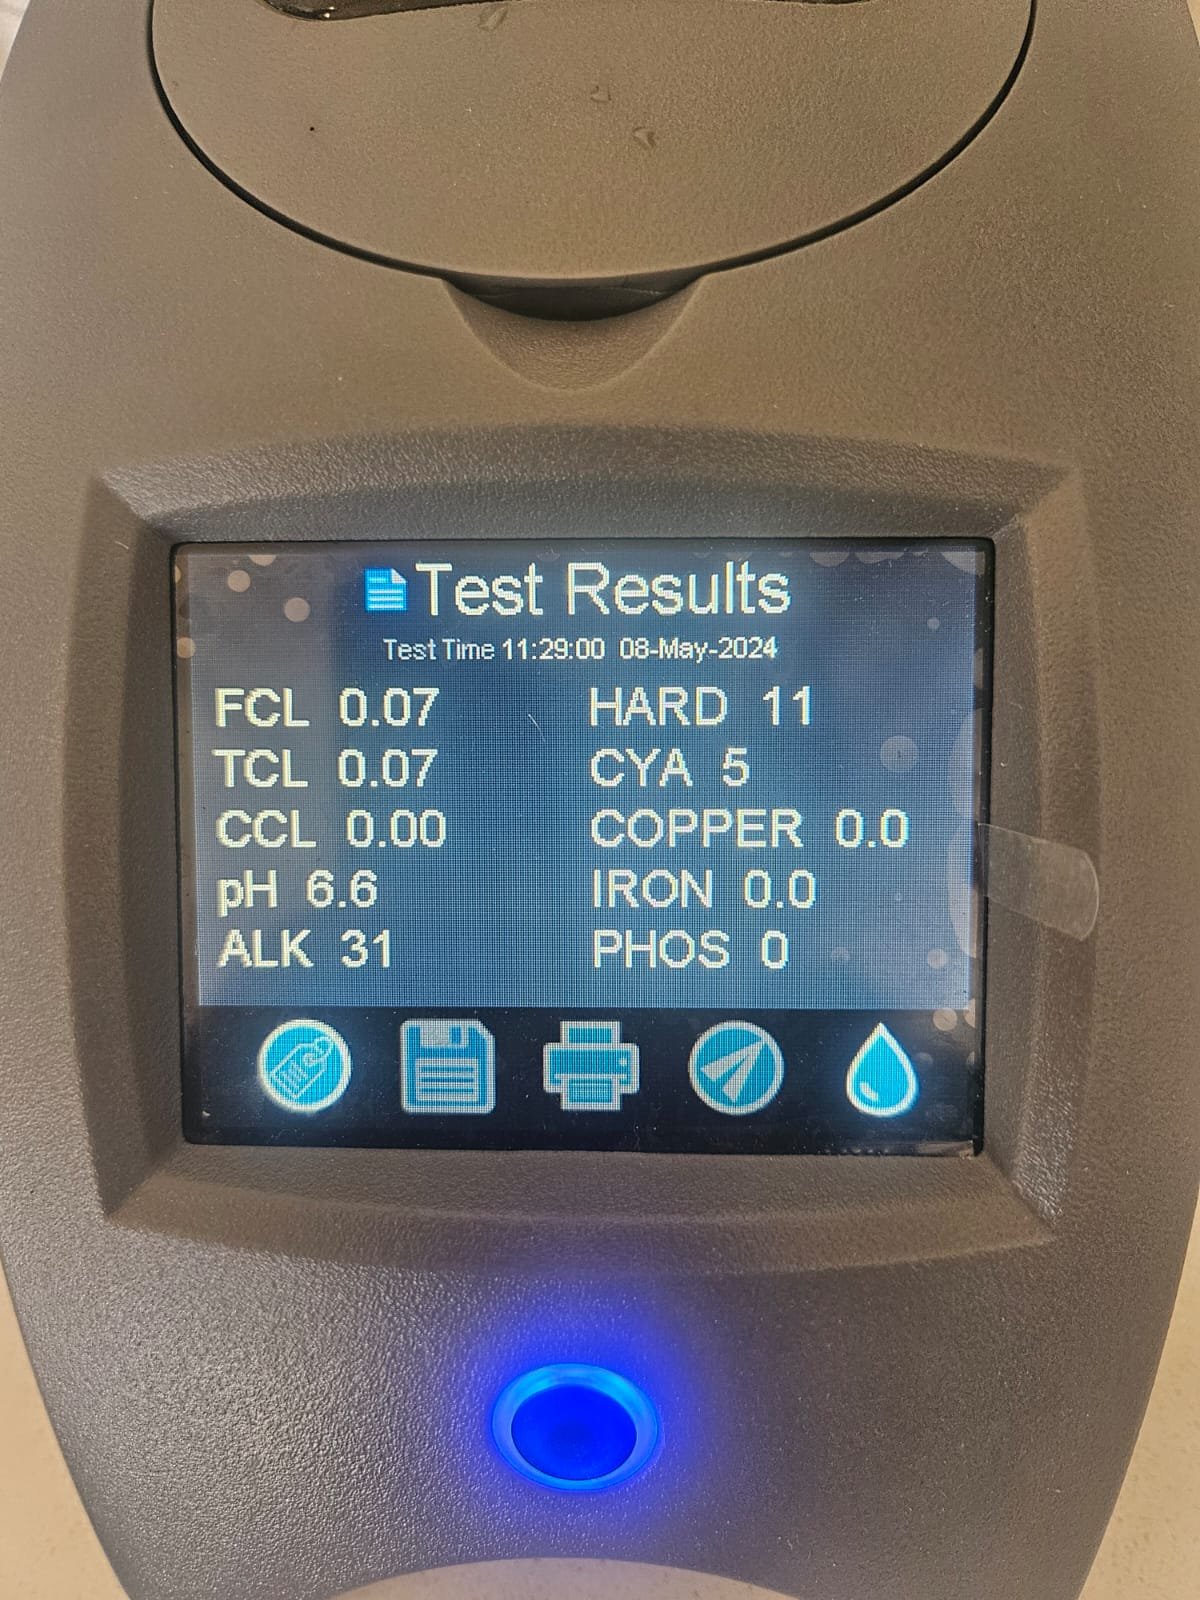 Test Results
Test Time 11:29:00 08-May-2024
FCL 0.07 HARD 11
TCL 0.07 CYA 5
CCL 0.00 COPPER 0.0
pH 6.6 IRON 0.0
ALK 31 PHOS 0